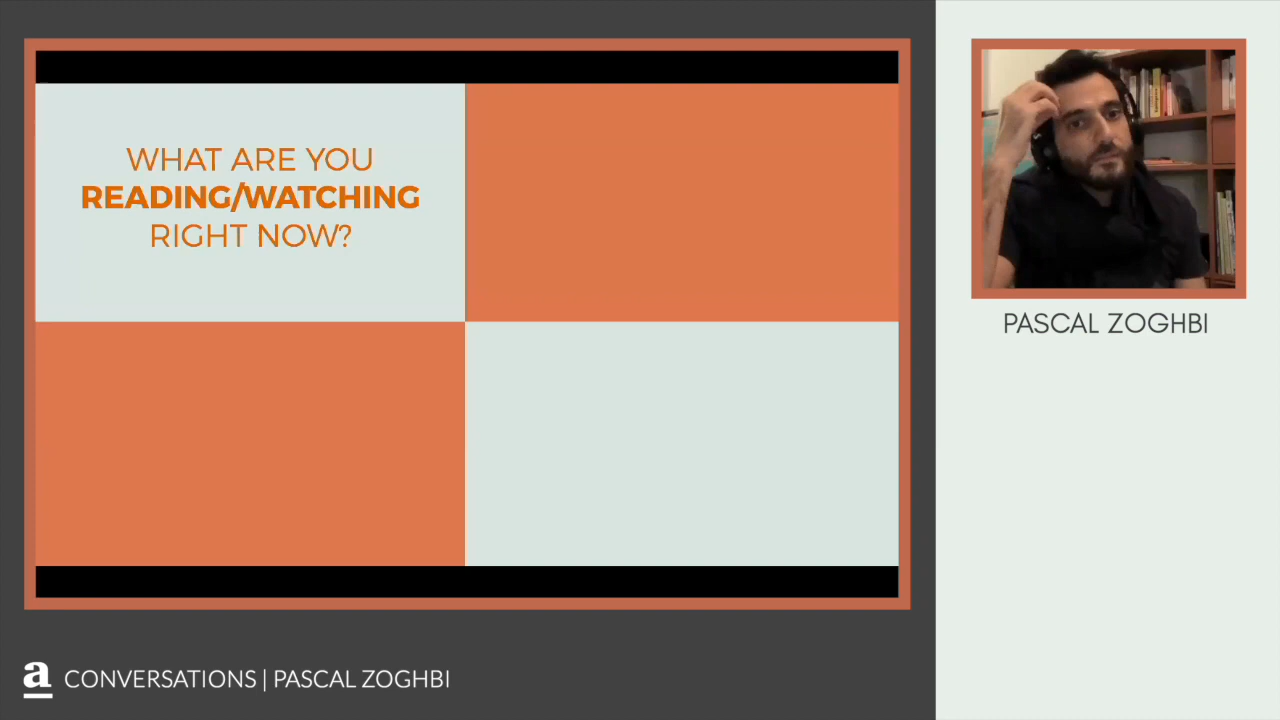 WHAT ARE YOU
READING/WATCHING
RIGHT NOW?
PASCAL ZOGHBI
a CONVERSATIONS | PASCAL ZOGHBI